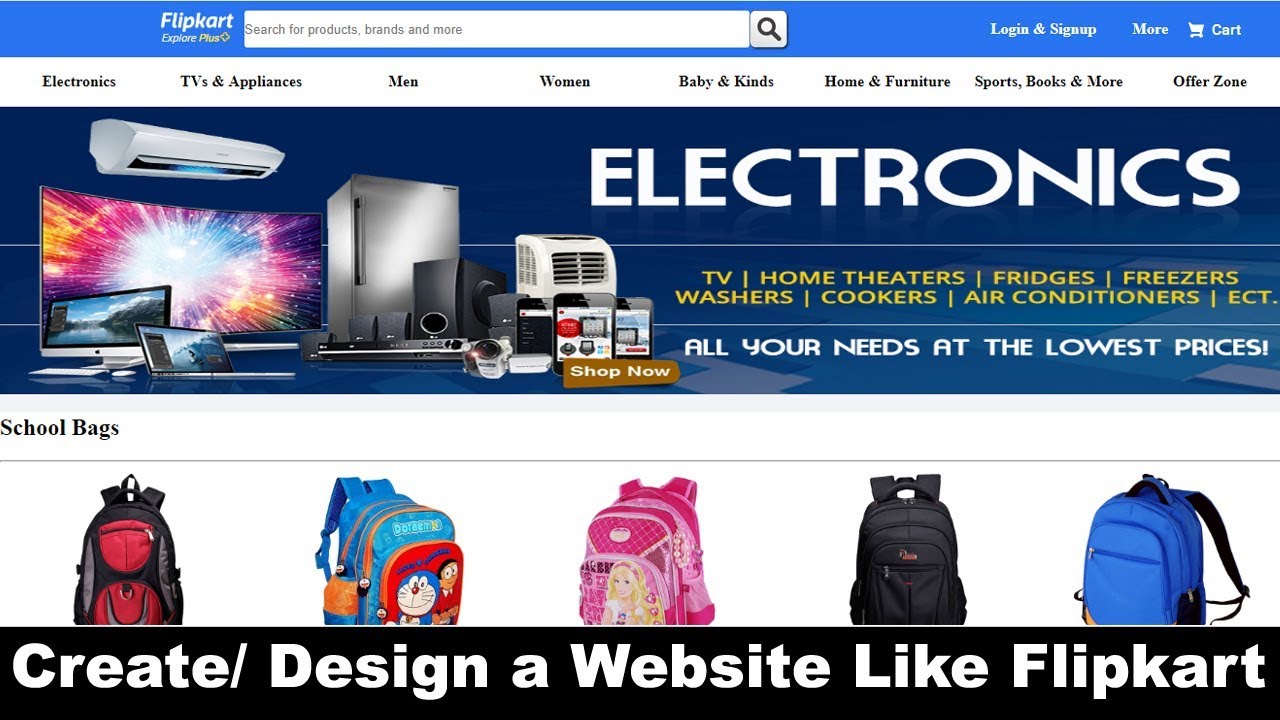 Flipkart
Explore Plus
Search for products, brands and more
Login & Signup More Cart
Electronics TVs & Appliances Men Women Baby & Kinds Home & Furniture Sports, Books & More Offer Zone
ELECTRONICS
TV | HOME THEATERS | FRIDGES | FREEZERS
WASHERS | COOKERS | AIR CONDITIONERS | ECT.
ALL YOUR NEEDS AT THE LOWEST PRICES!
Shop Now
School Bags
DORaemon
Create/ Design a Website Like Flipkart